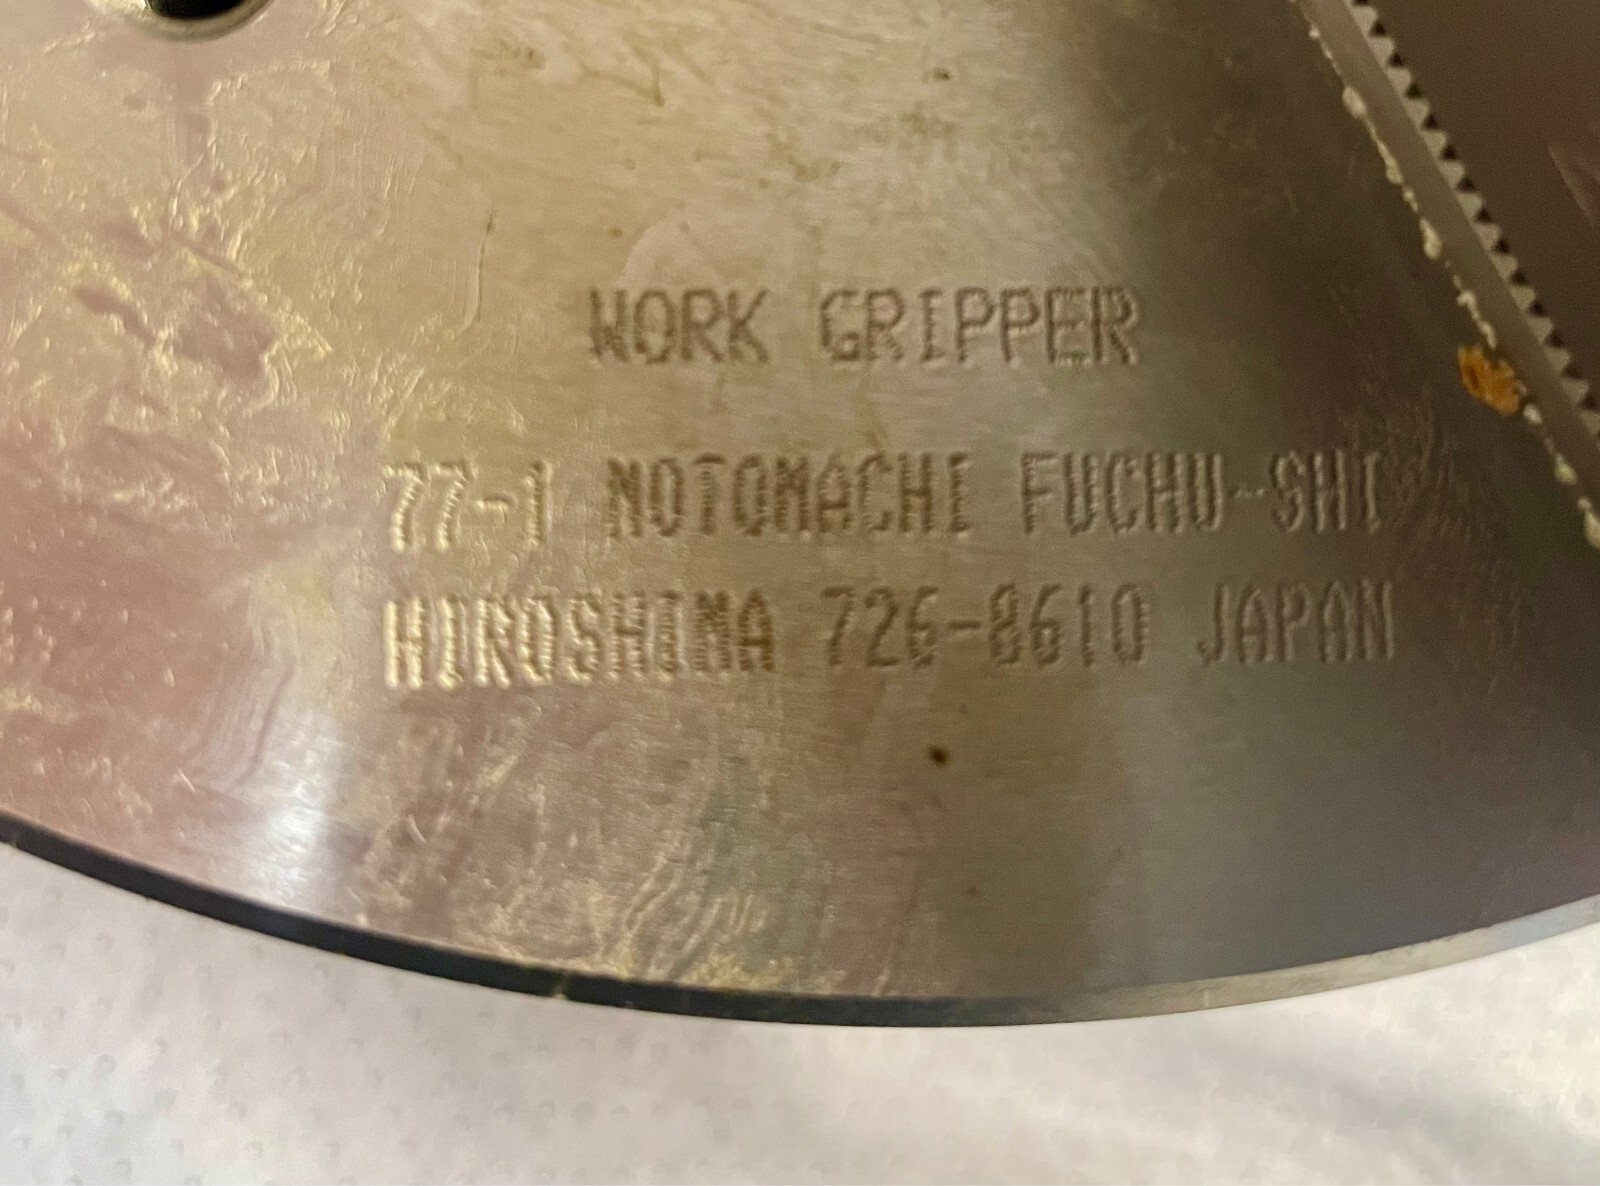 WORK GRIPPER
77-1 MOTOMACHI FUCHU-SHI
HIROSHIMA 726-8610 JAPAN